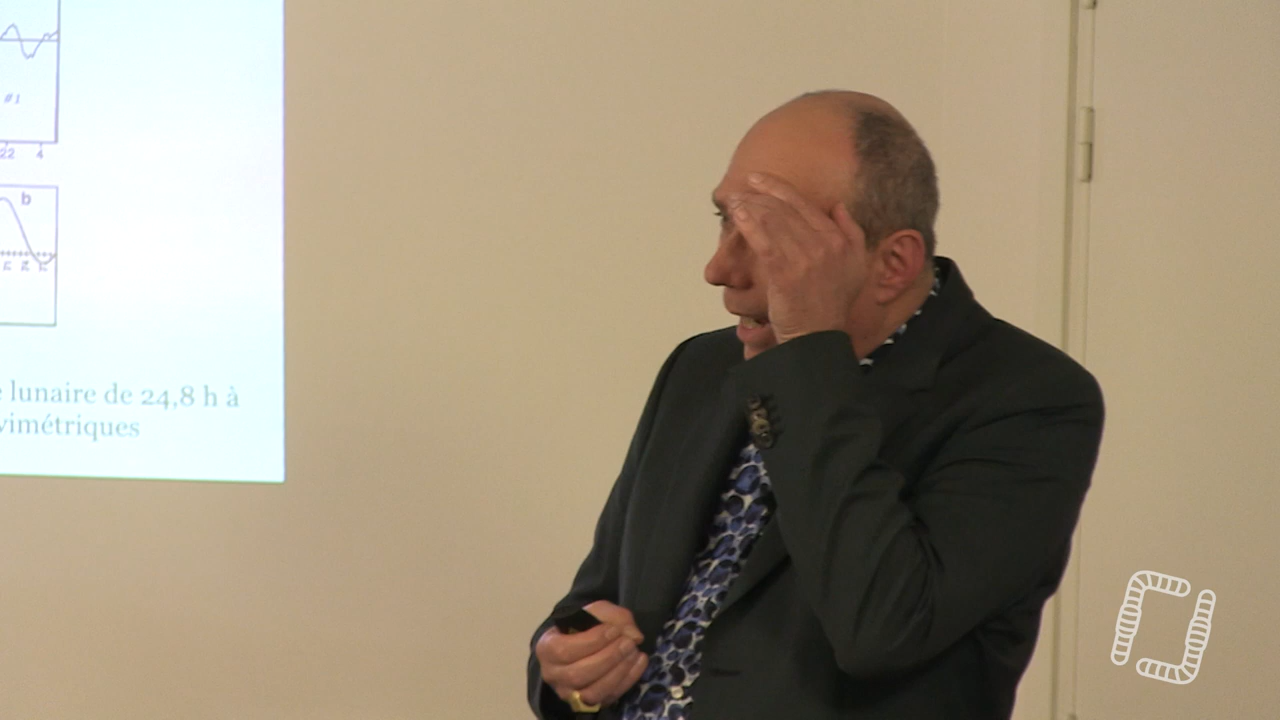 #1
22 4
b
lunaire de 24,8 h à
vimétriques